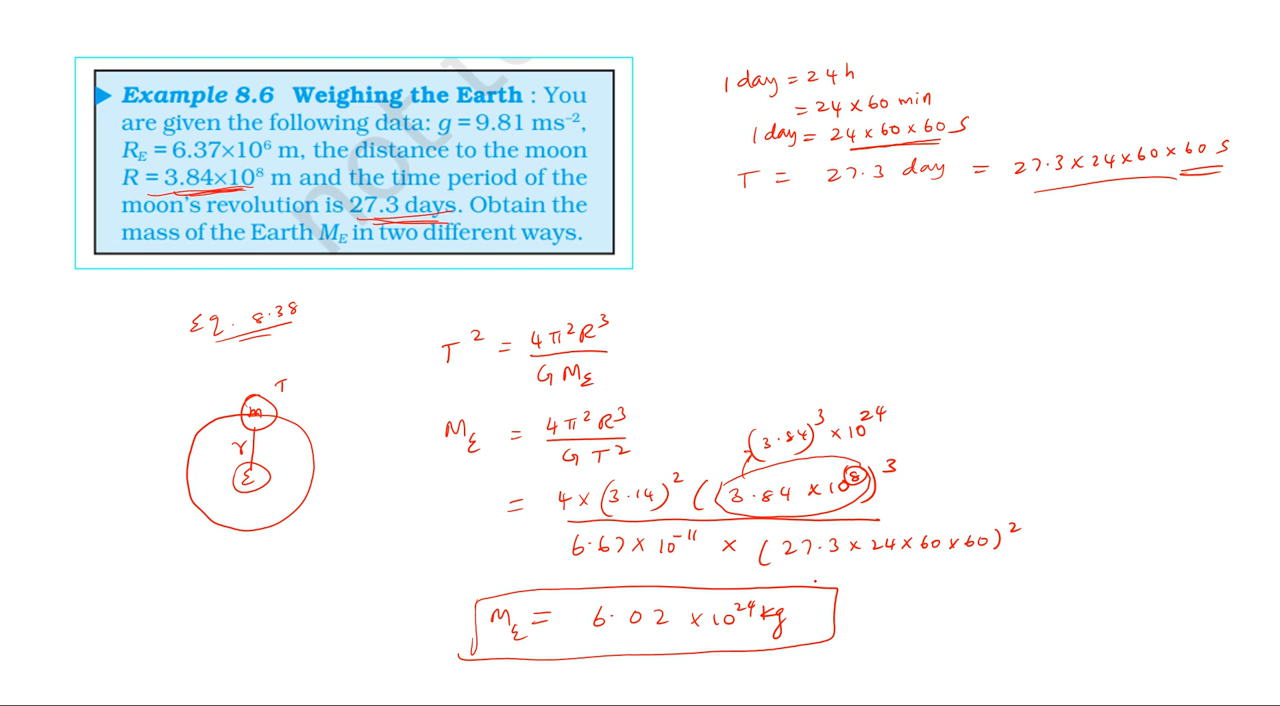 Example 8.6 Weighing the Earth : You
are given the following data: g = 9.81 ms⁻²,
R_E = 6.37×10⁶ m, the distance to the moon
R = 3.84×10⁸ m and the time period of the
moon's revolution is 27.3 days. Obtain the
mass of the Earth M_E in two different ways.
not to
1 day = 24 h
= 24 × 60 min
1 day = 24 × 60 × 60 s
T = 27.3 day = 27.3 × 24 × 60 × 60 s
Eq. 8.38
T
m
r
E
T² = 4π²R³ / G M_E
M_E = 4π²R³ / G T²
(3.84)³ × 10²⁴
= 4 × (3.14)² (3.84 × 10⁸)³ / 6.67 × 10⁻¹¹ × (27.3 × 24 × 60 × 60)²
M_E = 6.02 × 10²⁴ kg